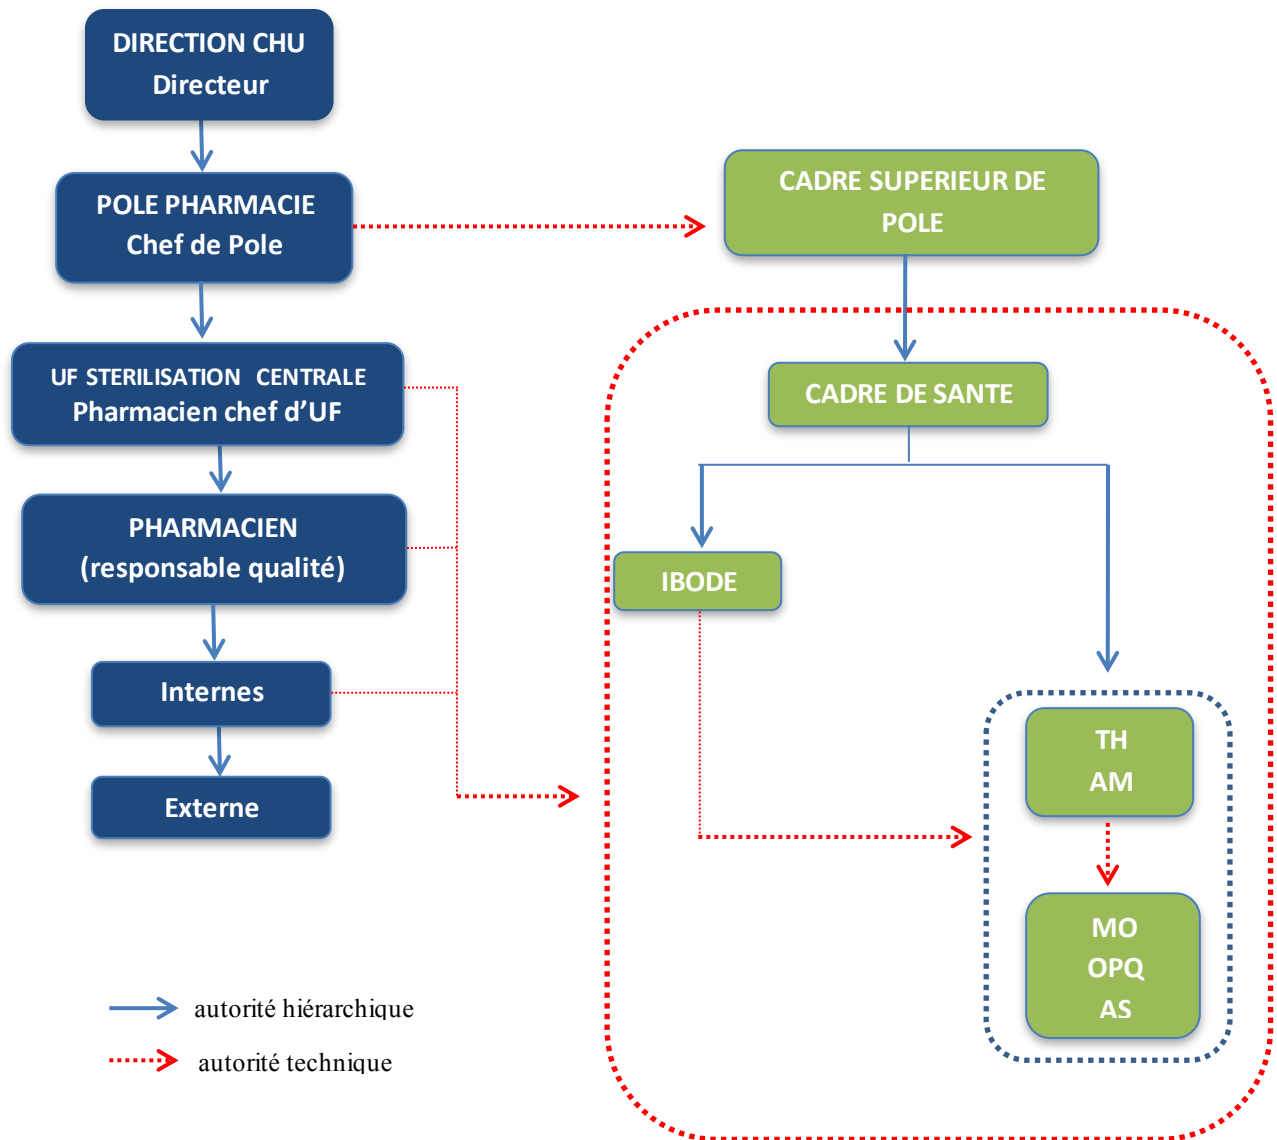 DIRECTION CHU
Directeur
POLE PHARMACIE
Chef de Pole
UF STERILISATION CENTRALE
Pharmacien chef d’UF
PHARMACIEN
(responsable qualité)
Internes
Externe
CADRE SUPERIEUR DE
POLE
CADRE DE SANTE
IBODE
TH
AM
MO
OPQ
AS
autorité hiérarchique
autorité technique